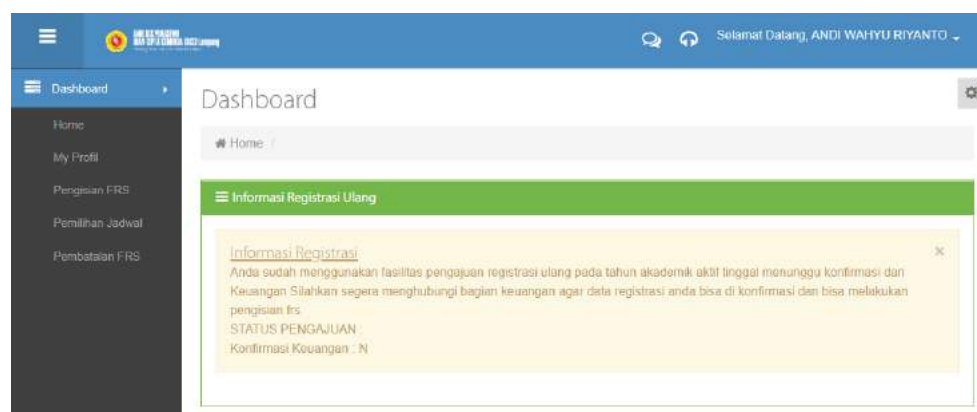 Selamat Datang, ANDI WAHYU RIYANTO
Dashboard
Home
My Profil
Pengisian FRS
Pemilihan Jadwal
Pembatalan FRS
Dashboard
Home /
Informasi Registrasi Ulang
Informasi Registrasi
×
Anda sudah menggunakan fasilitas pengajuan registrasi ulang pada tahun akademik aktif tinggal menunggu konfirmasi dari
Keuangan Silahkan segera menghubungi bagian keuangan agar data registrasi anda bisa di konfirmasi dan bisa melakukan
pengisian frs
STATUS PENGAJUAN :
Konfirmasi Keuangan : N